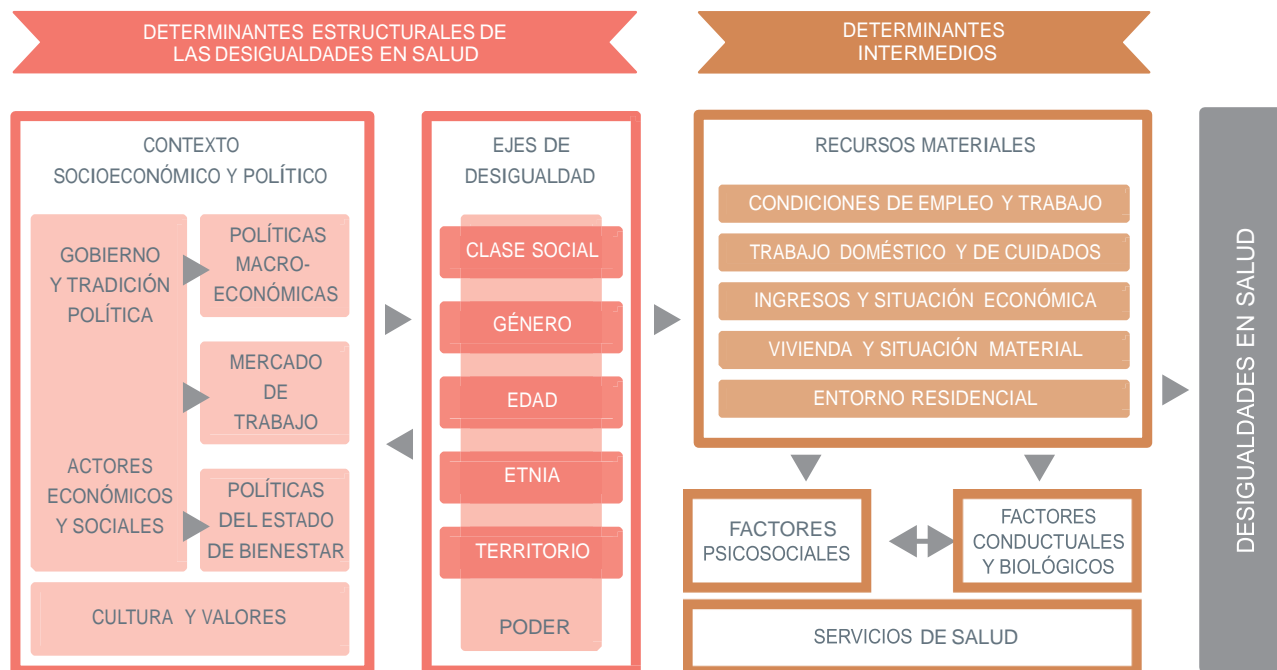 DETERMINANTES ESTRUCTURALES DE
LAS DESIGUALDADES EN SALUD
DETERMINANTES
INTERMEDIOS
CONTEXTO
SOCIOECONÓMICO Y POLÍTICO
GOBIERNO
Y TRADICIÓN
POLÍTICA
ACTORES
ECONÓMICOS
Y SOCIALES
POLÍTICAS
MACRO-
ECONÓMICAS
MERCADO
DE
TRABAJO
POLÍTICAS
DEL ESTADO
DE BIENESTAR
CULTURA Y VALORES
EJES DE
DESIGUALDAD
CLASE SOCIAL
GÉNERO
EDAD
ETNIA
TERRITORIO
PODER
RECURSOS MATERIALES
CONDICIONES DE EMPLEO Y TRABAJO
TRABAJO DOMÉSTICO Y DE CUIDADOS
INGRESOS Y SITUACIÓN ECONÓMICA
VIVIENDA Y SITUACIÓN MATERIAL
ENTORNO RESIDENCIAL
FACTORES
PSICOSOCIALES
FACTORES
CONDUCTUALES
Y BIOLÓGICOS
SERVICIOS DE SALUD
DESIGUALDADES EN SALUD